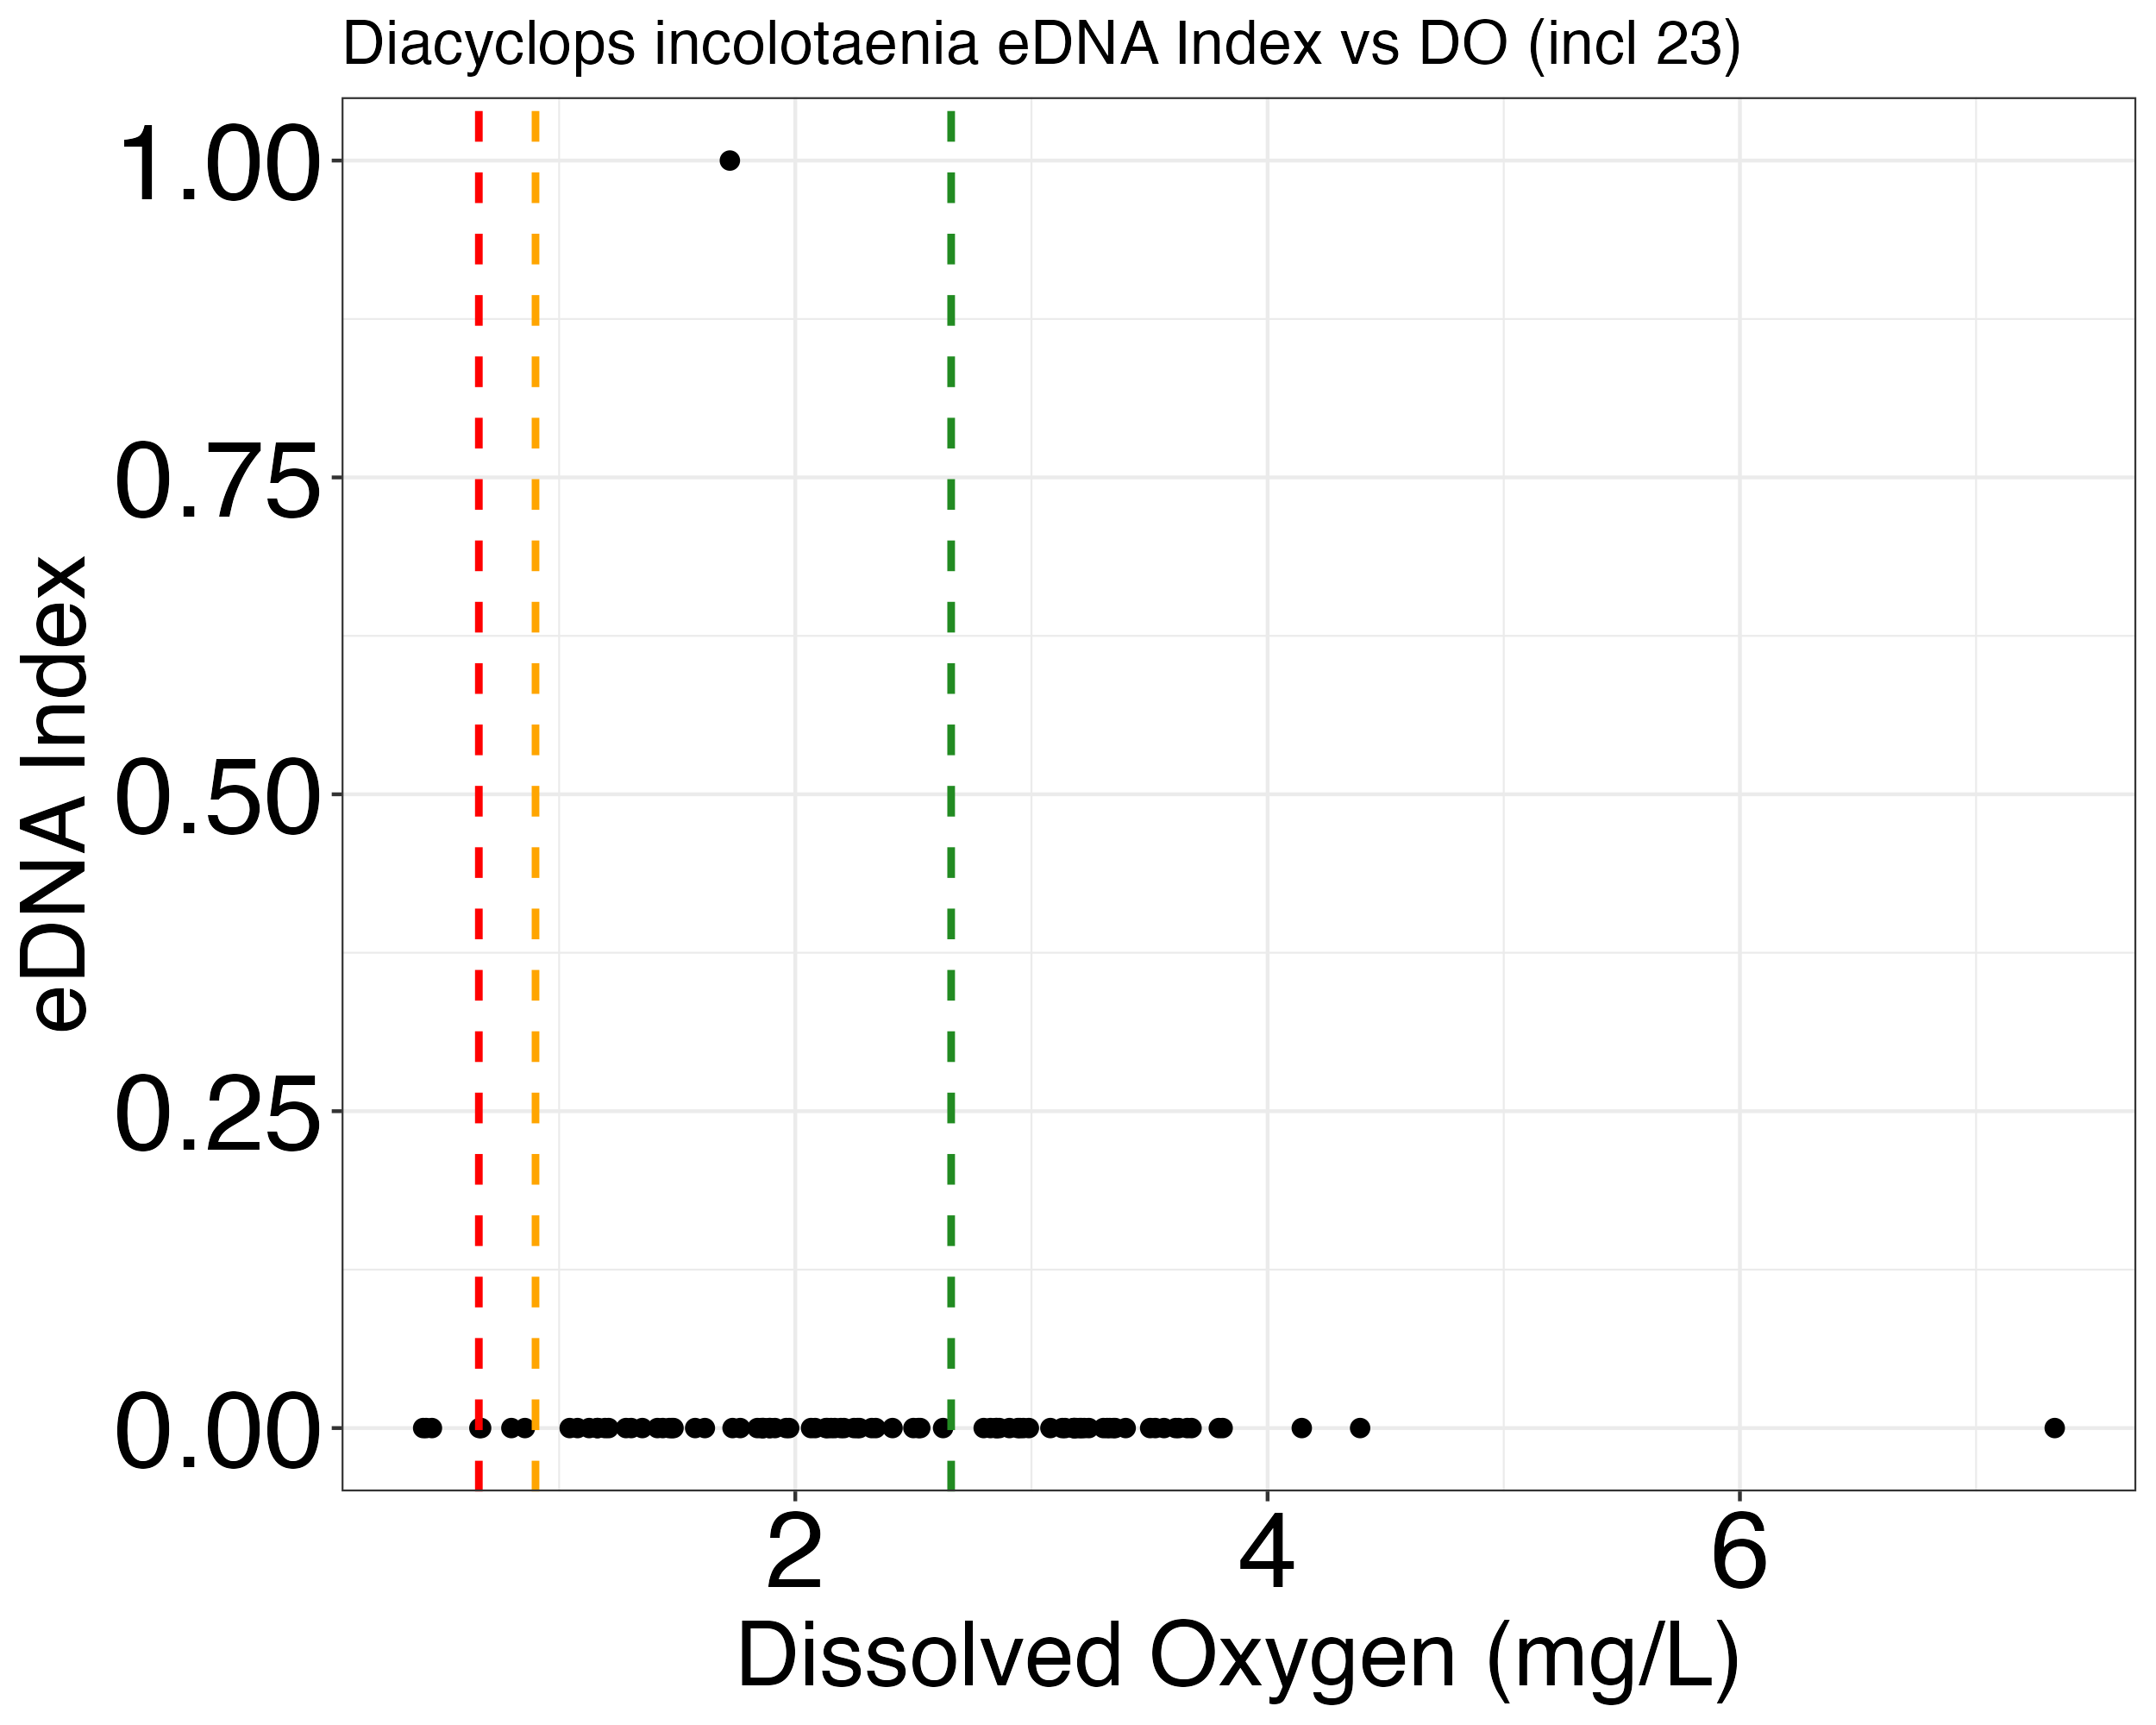 Diacyclops incolotaenia eDNA Index vs DO (incl 23)
1.00
0.75
0.50
0.25
0.00
eDNA Index
2 4 6
Dissolved Oxygen (mg/L)